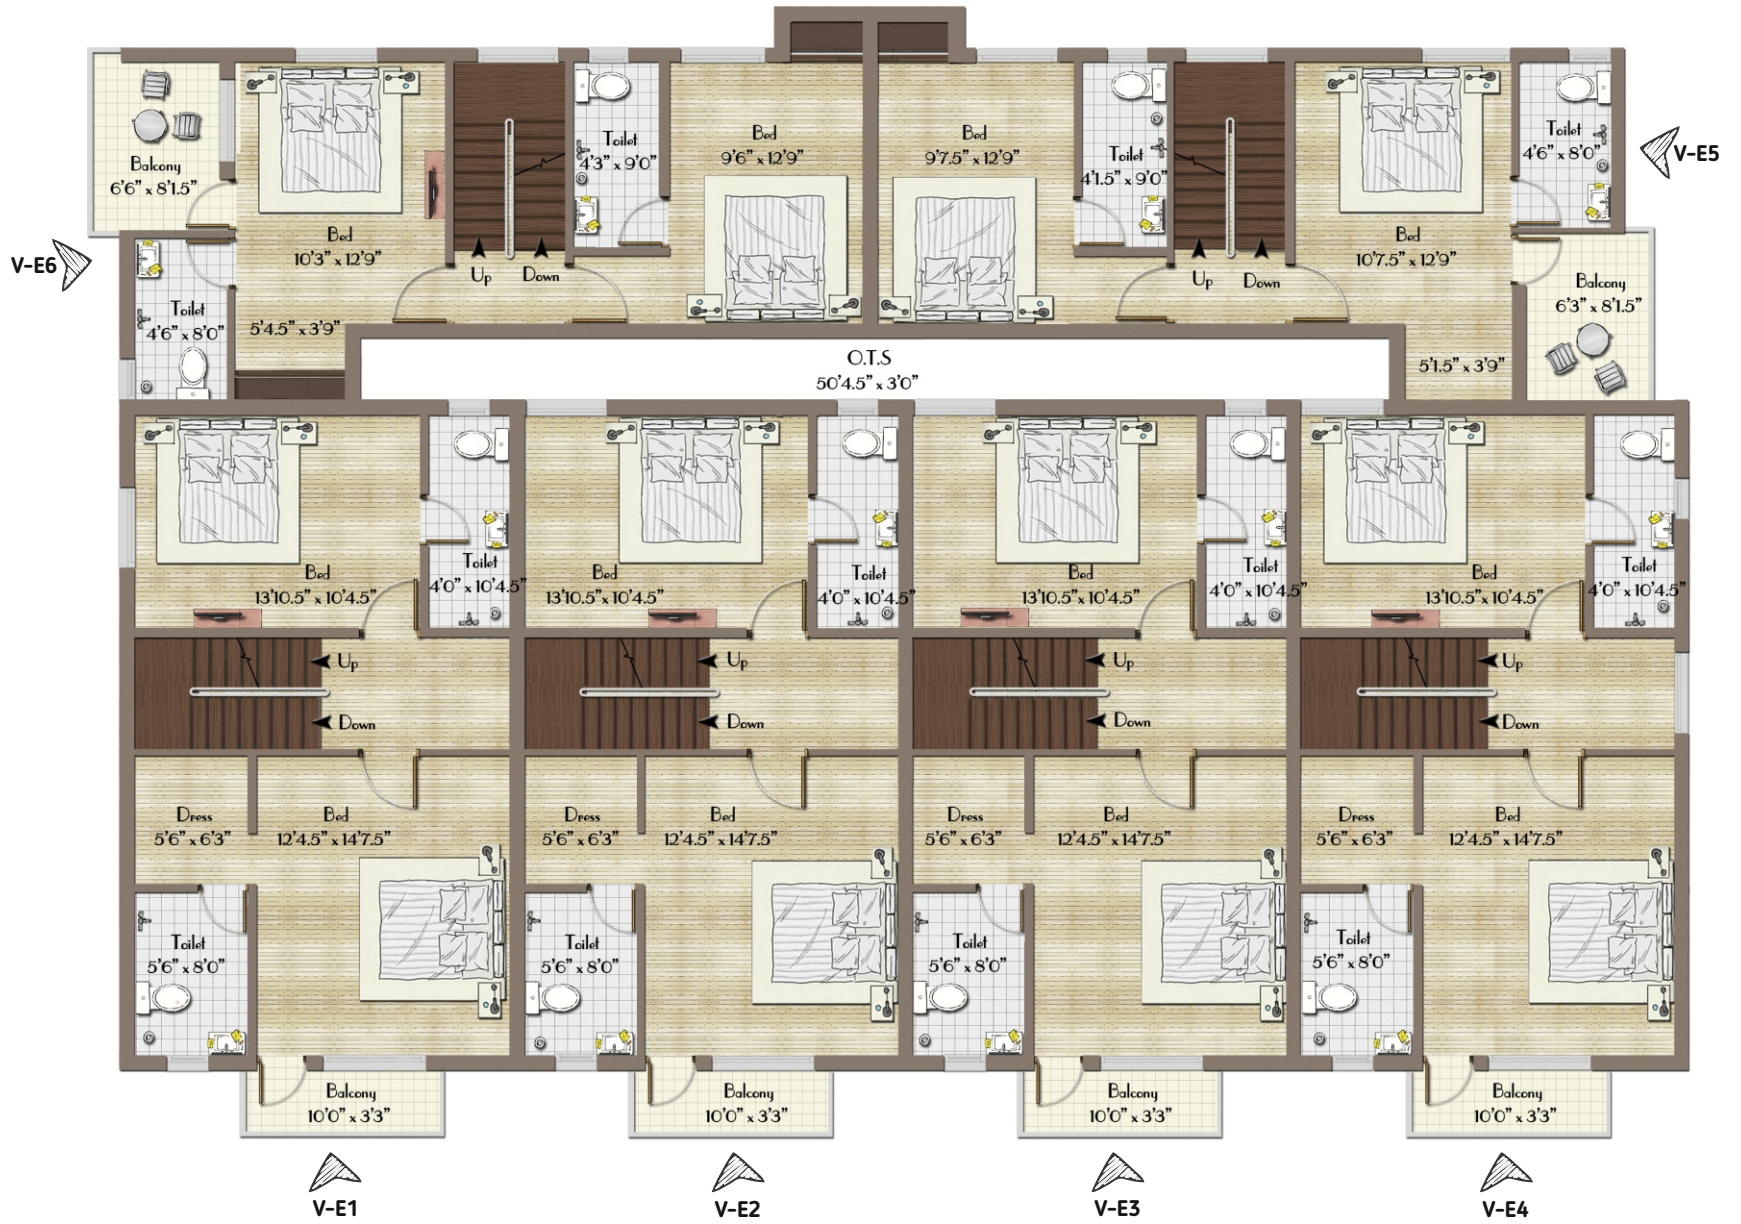 Balcony
6'6" x 8'1.5"
Bed
10'3" x 12'9"
Up
Down
Toilet
4'3" x 9'0"
Bed
9'6" x 12'9"
Bed
9'7.5" x 12'9"
Toilet
4'1.5" x 9'0"
Up
Down
Bed
10'7.5" x 12'9"
Toilet
4'6" x 8'0"
V-E5
V-E6
Toilet
4'6" x 8'0"
5'4.5" x 3'9"
O.T.S
50'4.5" x 3'0"
5'1.5" x 3'9"
Balcony
6'3" x 8'1.5"
Bed
13'10.5" x 10'4.5"
Toilet
4'0" x 10'4.5"
Bed
13'10.5" x 10'4.5"
Toilet
4'0" x 10'4.5"
Bed
13'10.5" x 10'4.5"
Toilet
4'0" x 10'4.5"
Bed
13'10.5" x 10'4.5"
Toilet
4'0" x 10'4.5"
Up
Down
Up
Down
Up
Down
Up
Down
Dress
5'6" x 6'3"
Bed
12'4.5" x 14'7.5"
Dress
5'6" x 6'3"
Bed
12'4.5" x 14'7.5"
Dress
5'6" x 6'3"
Bed
12'4.5" x 14'7.5"
Dress
5'6" x 6'3"
Bed
12'4.5" x 14'7.5"
Toilet
5'6" x 8'0"
Toilet
5'6" x 8'0"
Toilet
5'6" x 8'0"
Toilet
5'6" x 8'0"
Balcony
10'0" x 3'3"
Balcony
10'0" x 3'3"
Balcony
10'0" x 3'3"
Balcony
10'0" x 3'3"
V-E1
V-E2
V-E3
V-E4